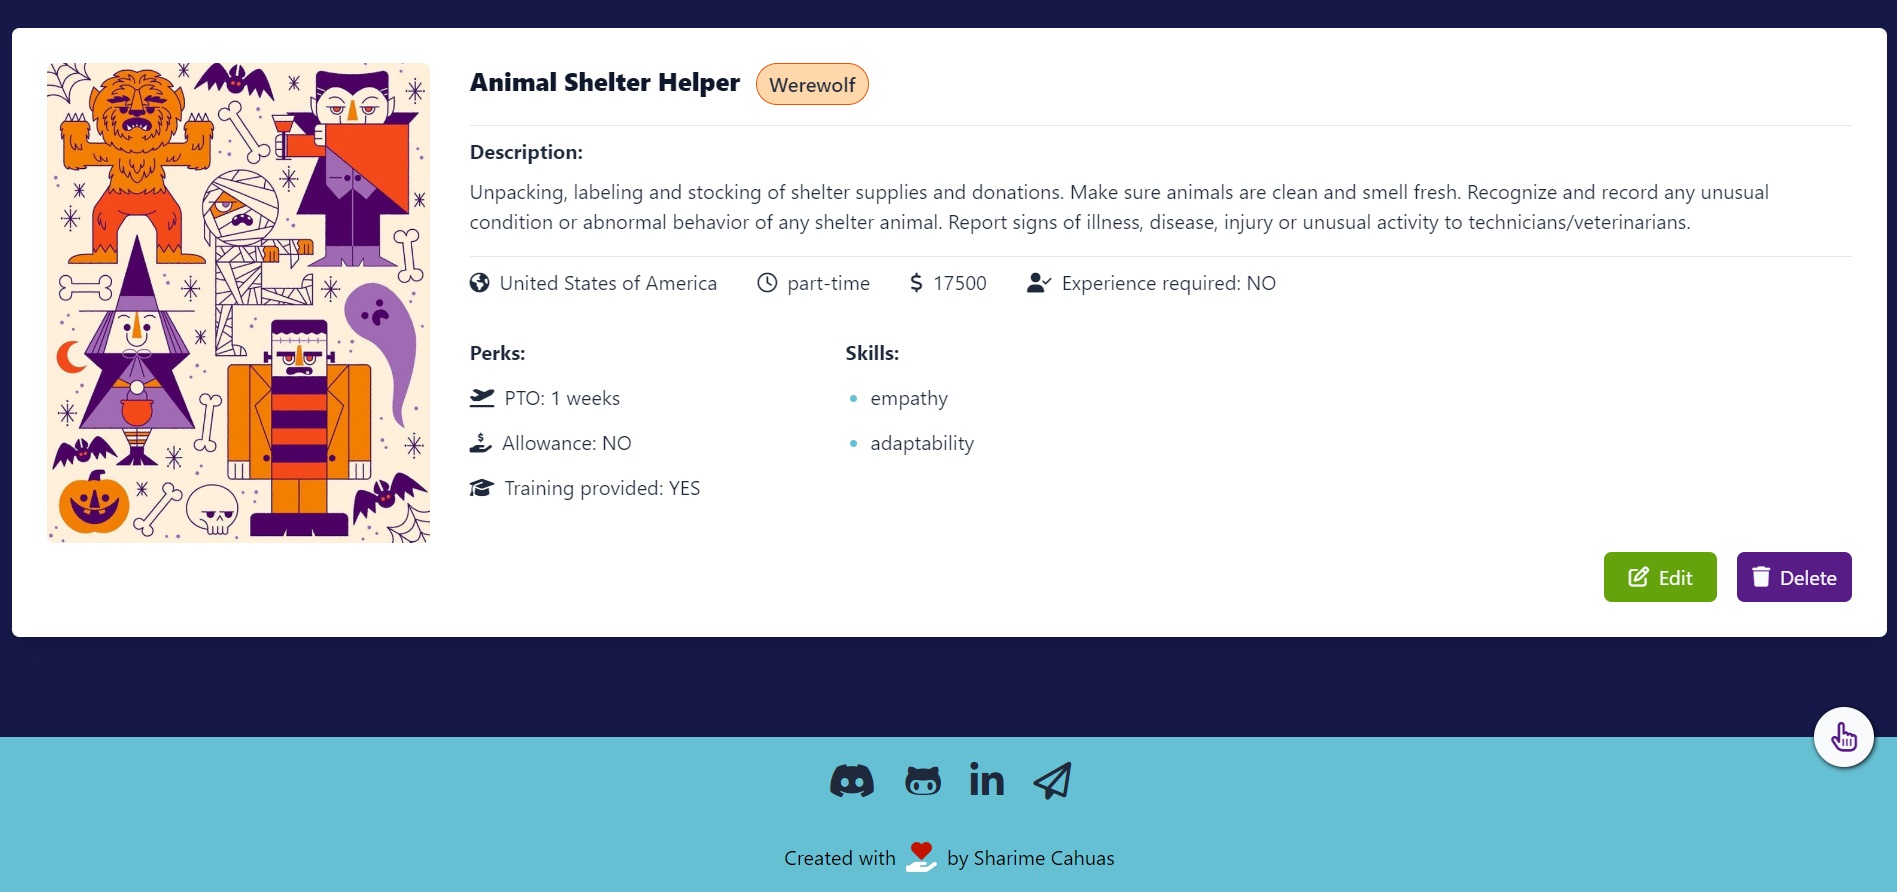 Animal Shelter Helper Werewolf
Description:
Unpacking, labeling and stocking of shelter supplies and donations. Make sure animals are clean and smell fresh. Recognize and record any unusual
condition or abnormal behavior of any shelter animal. Report signs of illness, disease, injury or unusual activity to technicians/veterinarians.
United States of America part-time $ 17500 Experience required: NO
Perks:
PTO: 1 weeks
Allowance: NO
Training provided: YES
Skills:
empathy
adaptability
Edit Delete
in
Created with by Sharime Cahuas